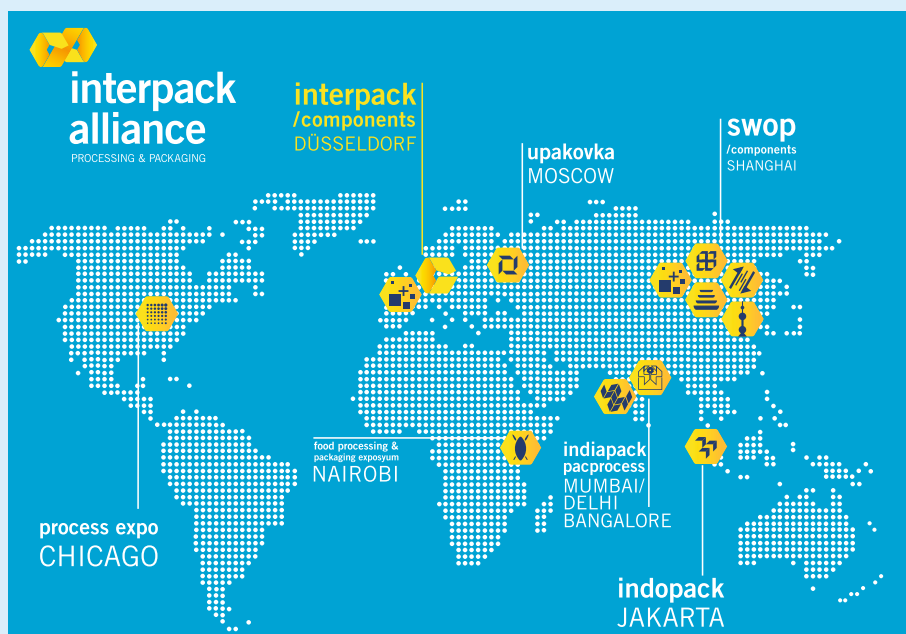 interpack
alliance
PROCESSING & PACKAGING
interpack
/components
DÜSSELDORF
upakovka
MOSCOW
swop
/components
SHANGHAI
food processing &
packaging exposyum
NAIROBI
indiapack
pacprocess
MUMBAI/
DELHI
BANGALORE
process expo
CHICAGO
indopack
JAKARTA